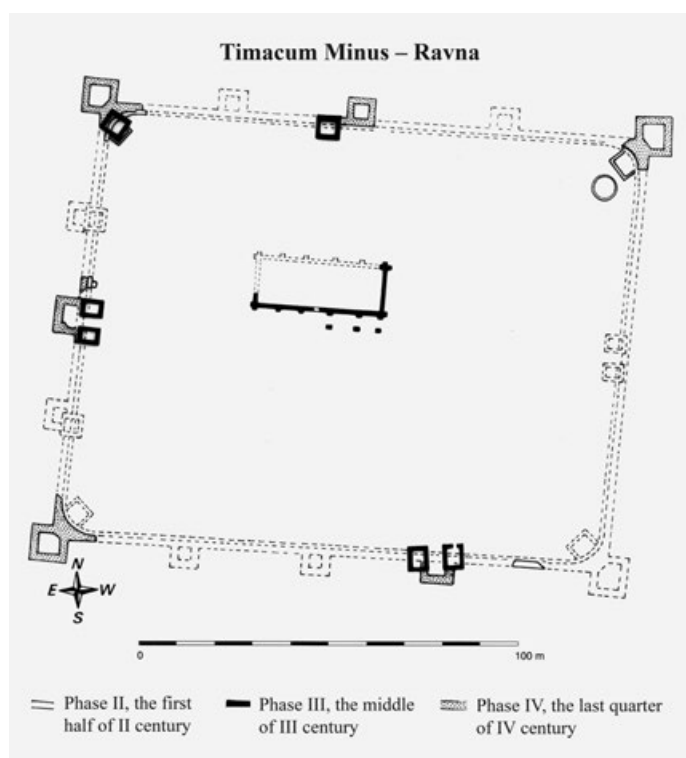 Timacum Minus – Ravna
N
E W
S
0 100 m
Phase II, the first
half of II century
Phase III, the middle
of III century
Phase IV, the last quarter
of IV century